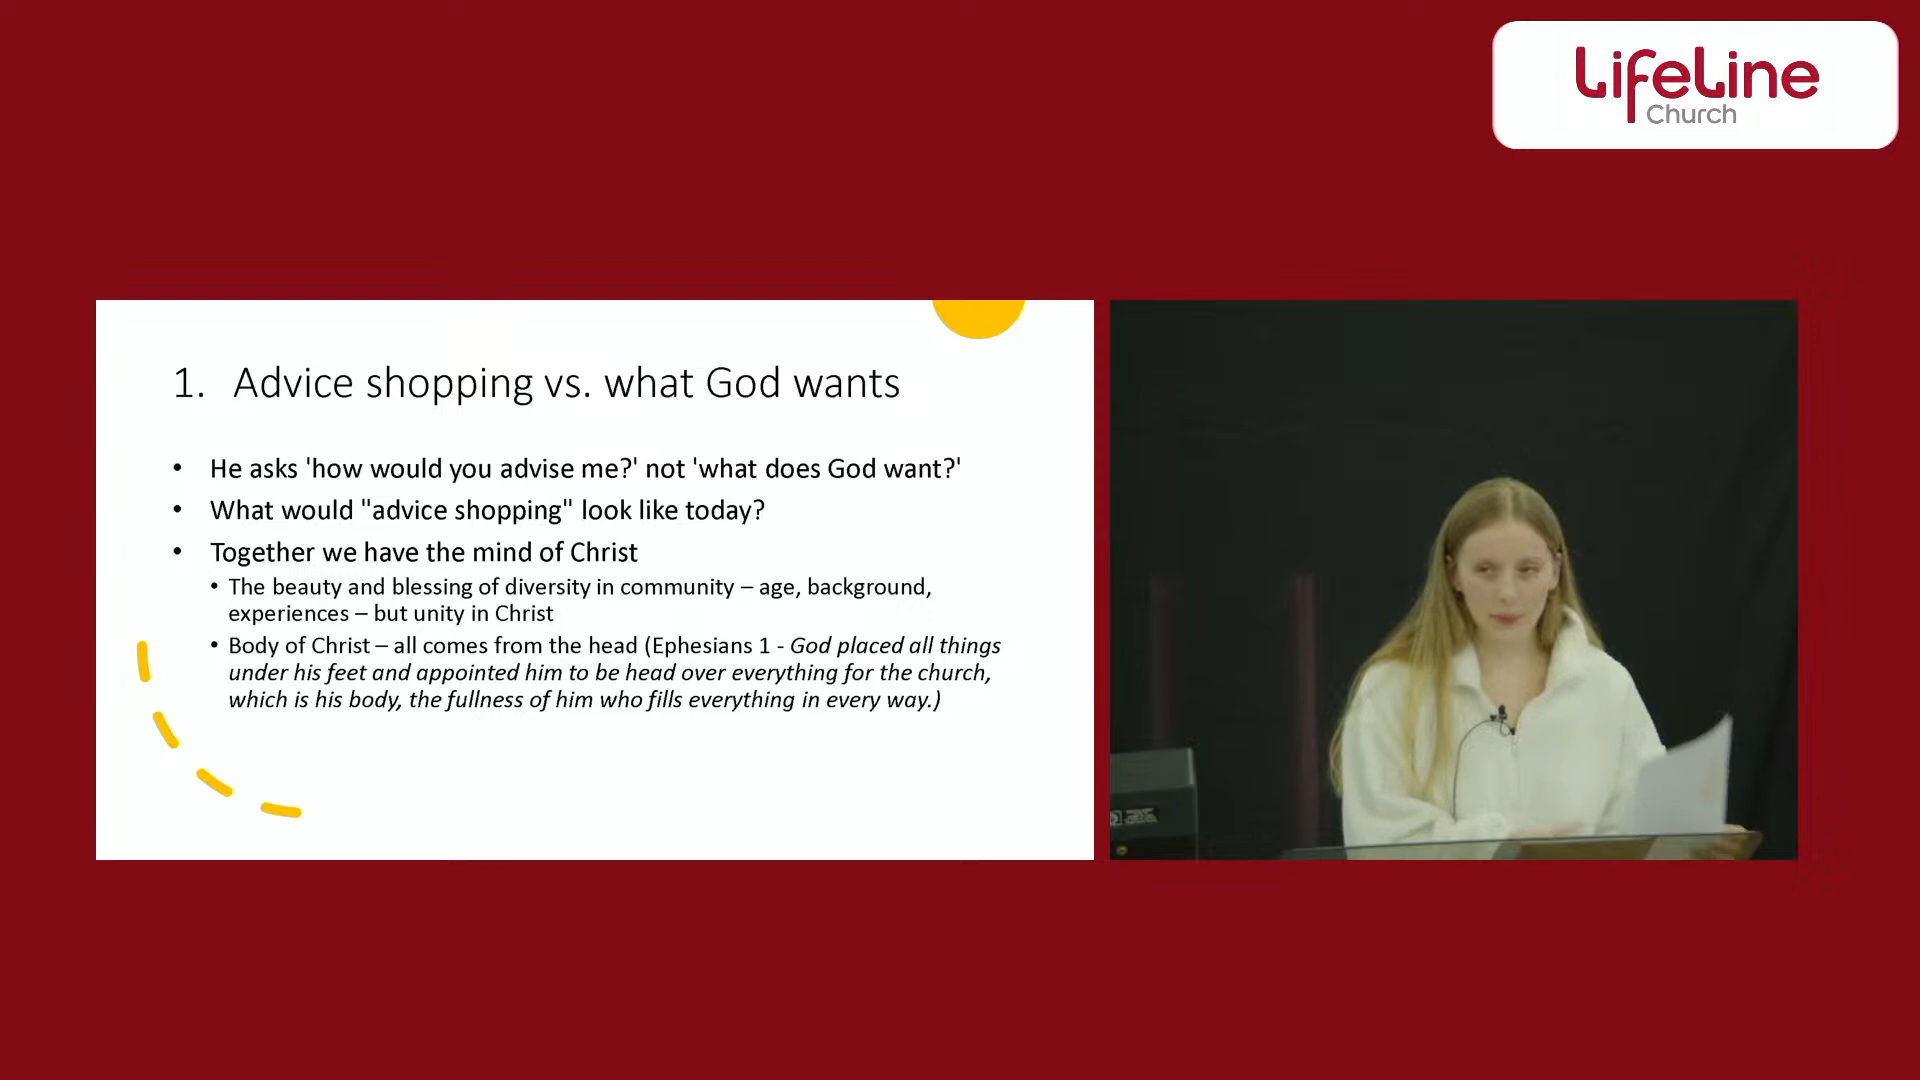 LifeLine
Church
1. Advice shopping vs. what God wants
• He asks 'how would you advise me?' not 'what does God want?'
• What would "advice shopping" look like today?
• Together we have the mind of Christ
• The beauty and blessing of diversity in community – age, background,
experiences – but unity in Christ
• Body of Christ – all comes from the head (Ephesians 1 - God placed all things
under his feet and appointed him to be head over everything for the church,
which is his body, the fullness of him who fills everything in every way.)